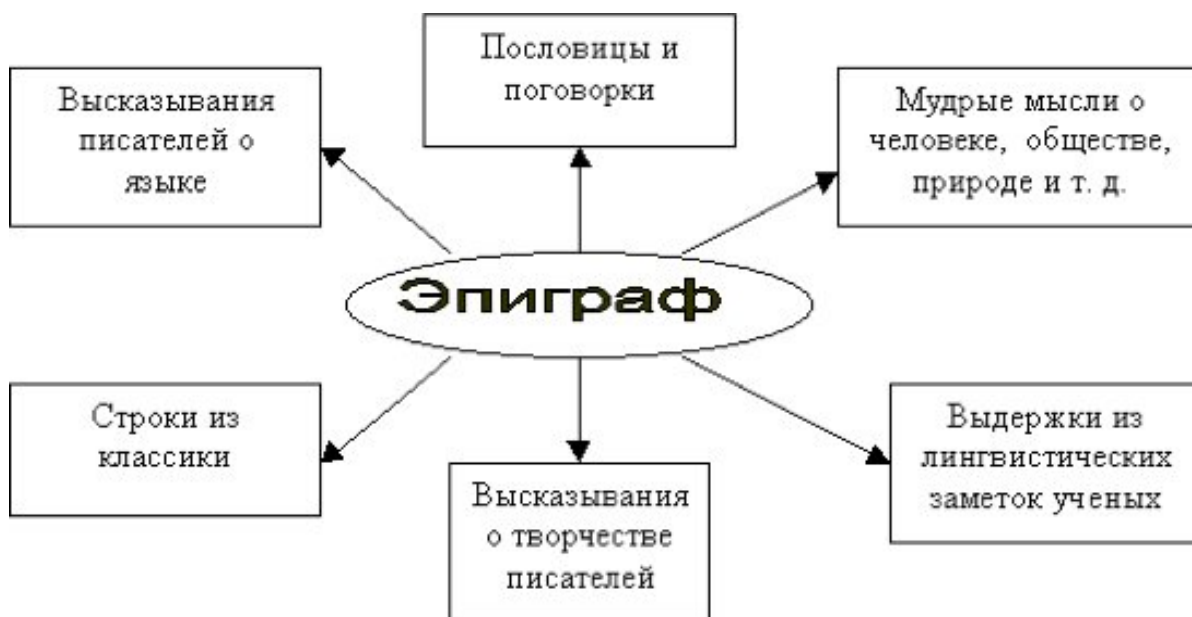 Пословицы и
поговорки
Высказывания
писателей о
языке
Мудрые мысли о
человеке, обществе,
природе и т. д.
Эпиграф
Строки из
классики
Высказывания
о творчестве
писателей
Выдержки из
лингвистических
заметок ученых